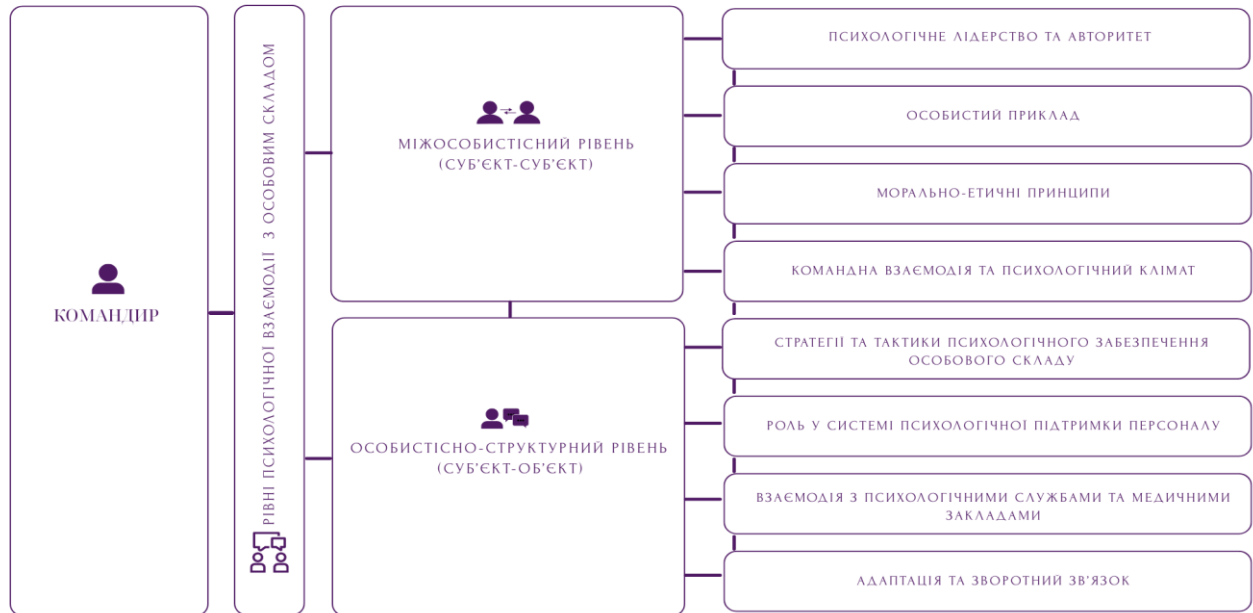 КОМАНДИР
РІВНІ ПСИХОЛОГІЧНОЇ ВЗАЄМОДІЇ З ОСОБОВИМ СКЛАДОМ
МІЖОСОБИСТІСНИЙ РІВЕНЬ
(СУБ'ЄКТ-СУБ'ЄКТ)
ОСОБИСТІСНО-СТРУКТУРНИЙ РІВЕНЬ
(СУБ'ЄКТ-ОБ'ЄКТ)
ПСИХОЛОГІЧНЕ ЛІДЕРСТВО ТА АВТОРИТЕТ
ОСОБИСТИЙ ПРИКЛАД
МОРАЛЬНО-ЕТИЧНІ ПРИНЦИПИ
КОМАНДНА ВЗАЄМОДІЯ ТА ПСИХОЛОГІЧНИЙ КЛІМАТ
СТРАТЕГІЇ ТА ТАКТИКИ ПСИХОЛОГІЧНОГО ЗАБЕЗПЕЧЕННЯ
ОСОБОВОГО СКЛАДУ
РОЛЬ У СИСТЕМІ ПСИХОЛОГІЧНОЇ ПІДТРИМКИ ПЕРСОНАЛУ
ВЗАЄМОДІЯ З ПСИХОЛОГІЧНИМИ СЛУЖБАМИ ТА МЕДИЧНИМИ
ЗАКЛАДАМИ
АДАПТАЦІЯ ТА ЗВОРОТНИЙ ЗВ'ЯЗОК